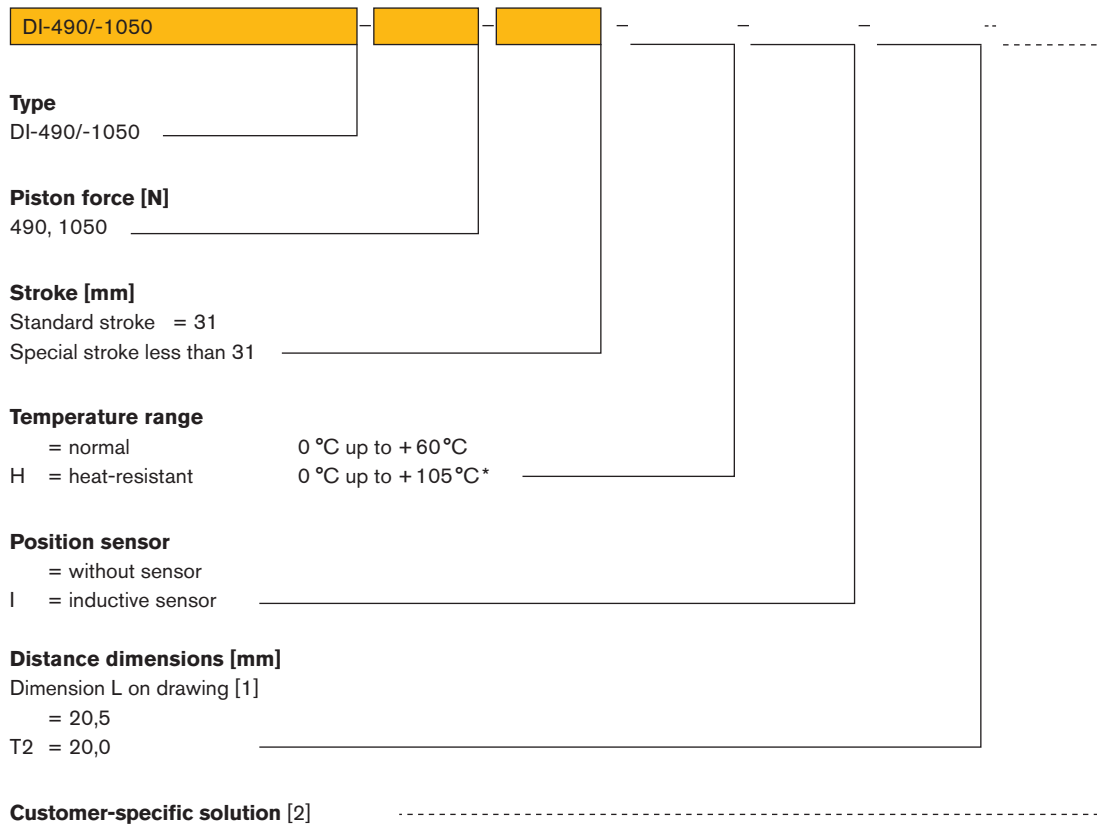 DI-490/-1050 – – – – – --
Type
DI-490/-1050
Piston force [N]
490, 1050
Stroke [mm]
Standard stroke = 31
Special stroke less than 31
Temperature range
= normal 0 °C up to +60°C
H = heat-resistant 0 °C up to +105°C*
Position sensor
= without sensor
I = inductive sensor
Distance dimensions [mm]
Dimension L on drawing [1]
= 20,5
T2 = 20,0
Customer-specific solution [2]